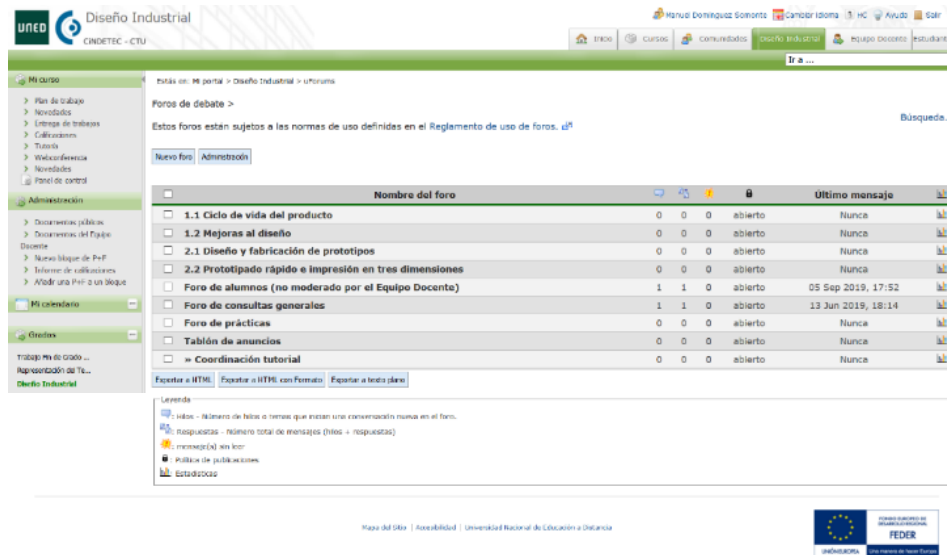 UNED
Diseño Industrial
CINDETEC - CTU
Manuel Domínguez Somonte Cambiar idioma HC Ayuda Salir
Inicio Cursos Comunidades Diseño Industrial Equipo Docente Estudiant
Ir a ...
Mi curso
Plan de trabajo
Novedades
Entrega de trabajos
Calificaciones
Tutoría
Webconferencia
Novedades
Panel de control
Administración
Documentos públicos
Documentos del Equipo
Docente
Nuevo bloque de P+F
Informe de calificaciones
Añadir una P+F a un bloque
Mi calendario
Grados
Trabajo Fin de Grado ...
Representación de Te...
Diseño Industrial
Estás en: Mi portal > Diseño Industrial > uForums
Foros de debate >
Búsqueda.
Estos foros están sujetos a las normas de uso definidas en el Reglamento de uso de foros.
Nuevo foro Administración
Nombre del foro Último mensaje
1.1 Ciclo de vida del producto 0 0 0 abierto Nunca
1.2 Mejoras al diseño 0 0 0 abierto Nunca
2.1 Diseño y fabricación de prototipos 0 0 0 abierto Nunca
2.2 Prototipado rápido e impresión en tres dimensiones 0 0 0 abierto Nunca
Foro de alumnos (no moderado por el Equipo Docente) 1 1 0 abierto 05 Sep 2019, 17:52
Foro de consultas generales 1 1 0 abierto 13 Jun 2019, 18:14
Foro de prácticas 0 0 0 abierto Nunca
Tablón de anuncios 0 0 0 abierto Nunca
» Coordinación tutorial 0 0 0 abierto Nunca
Exportar a HTML Exportar a HTML con Formato Exportar a texto plano
Leyenda
: Hilos - Número de hilos o temas que inician una conversación nueva en el foro.
: Respuestas - Número total de mensajes (hilos + respuestas)
: mensaje(s) sin leer
: Política de publicaciones
: Estadísticas
Mapa del Sitio | Accesibilidad | Universidad Nacional de Educación a Distancia
FONDO EUROPEO DE
DESARROLLO REGIONAL
FEDER
UNIÓN EUROPEA Una manera de hacer Europa